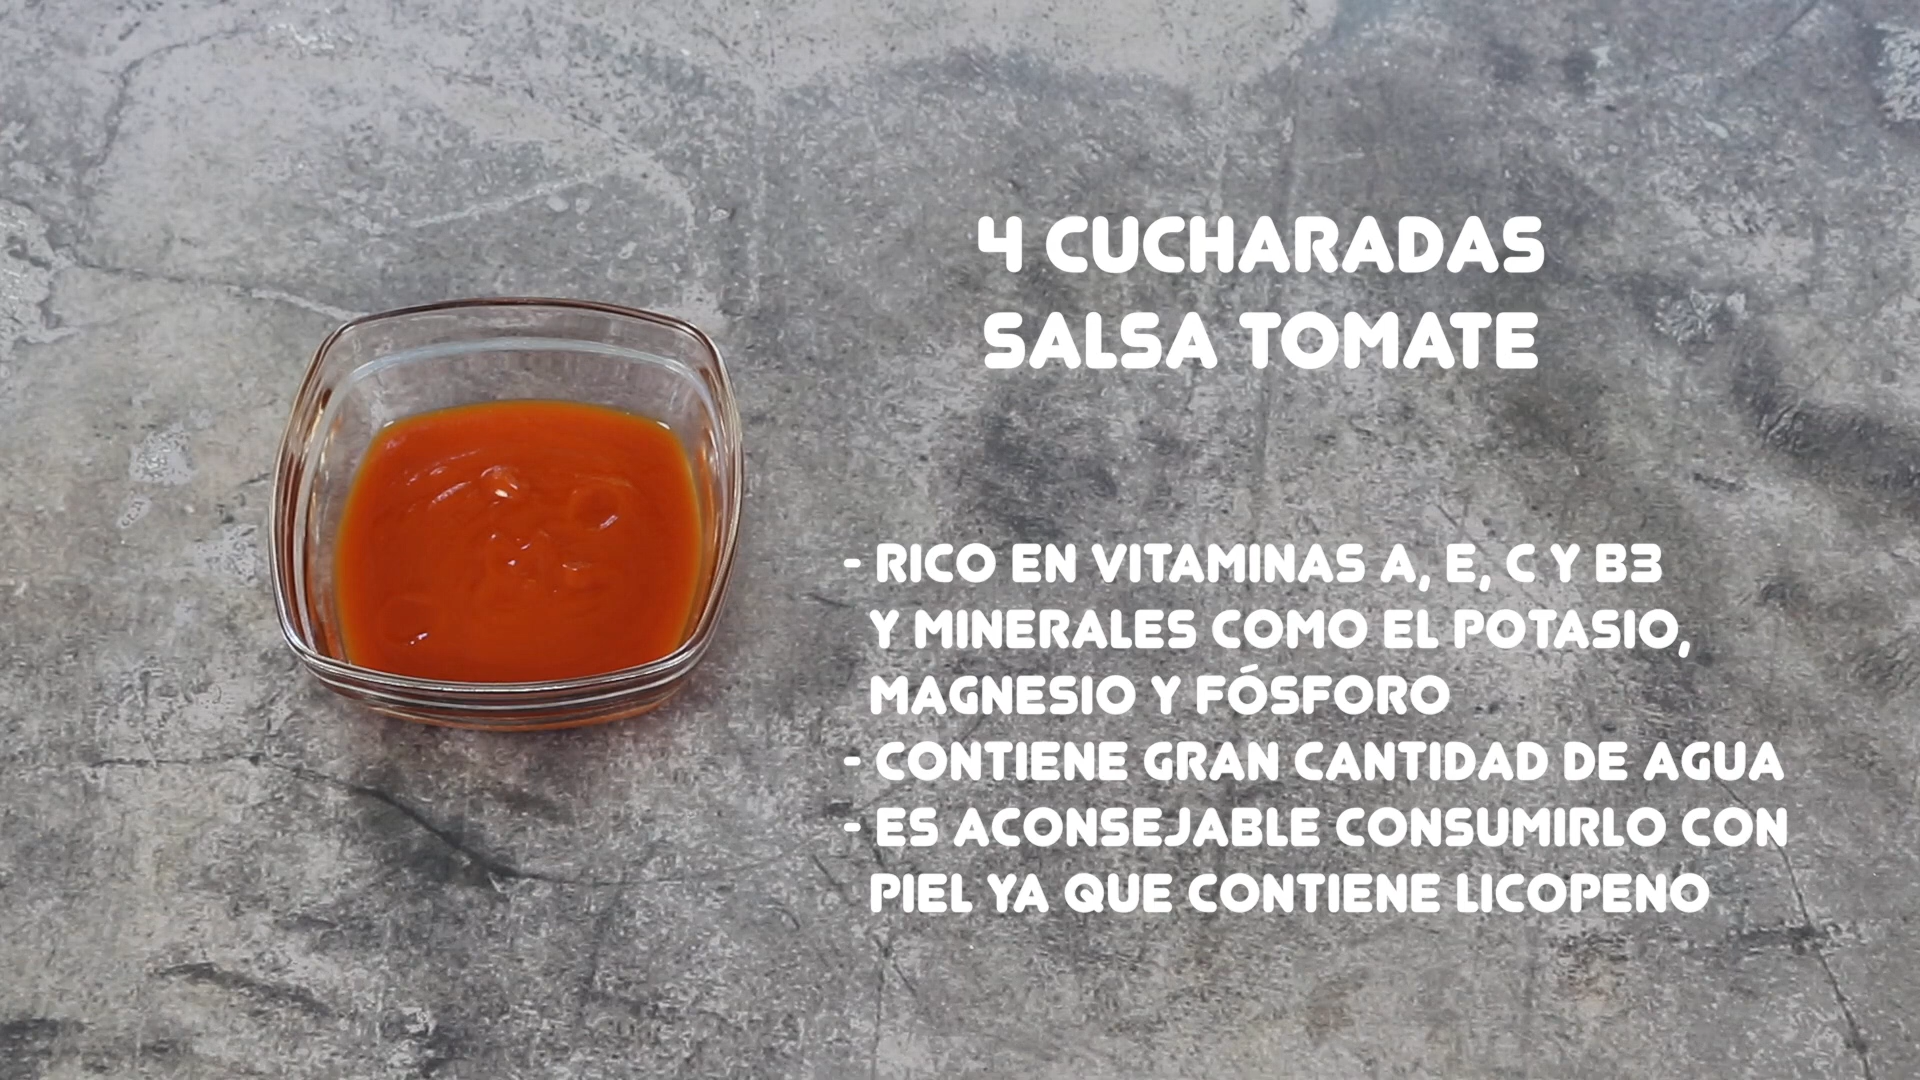 4 CUCHARADAS
SALSA TOMATE
- RICO EN VITAMINAS A, E, C Y B3
Y MINERALES COMO EL POTASIO,
MAGNESIO Y FÓSFORO
- CONTIENE GRAN CANTIDAD DE AGUA
- ES ACONSEJABLE CONSUMIRLO CON
PIEL YA QUE CONTIENE LICOPENO